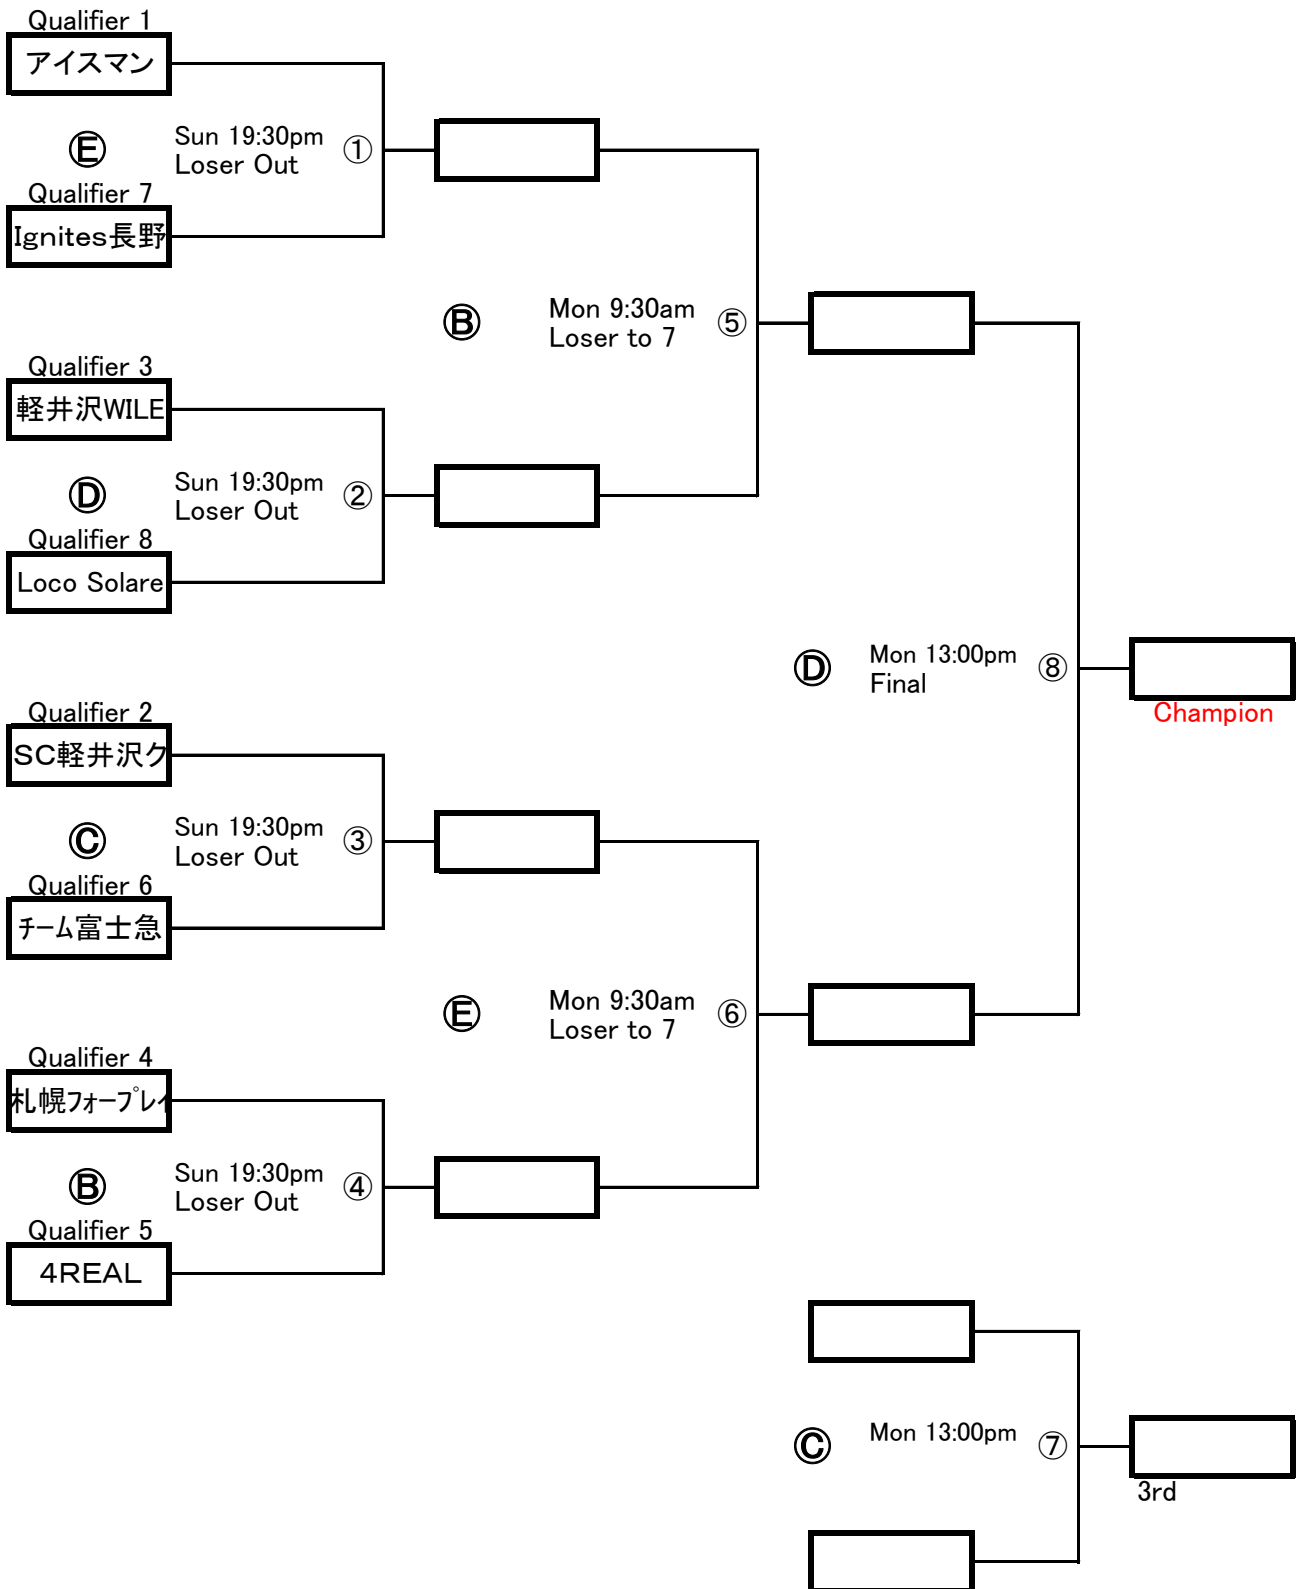 Qualifier 1
アイスマン
Ⓔ
Sun 19:30pm
Loser Out
①
Qualifier 7
Ignites長野
Ⓑ
Mon 9:30am
Loser to 7
⑤
Qualifier 3
軽井沢WILE
Ⓓ
Sun 19:30pm
Loser Out
②
Qualifier 8
Loco Solare
Ⓓ
Mon 13:00pm
Final
⑧
Champion
Qualifier 2
SC軽井沢ク
Ⓒ
Sun 19:30pm
Loser Out
③
Qualifier 6
ﾁｰﾑ富士急
Ⓔ
Mon 9:30am
Loser to 7
⑥
Qualifier 4
札幌ﾌｫｰﾌﾟﾚｲ
Ⓑ
Sun 19:30pm
Loser Out
④
Qualifier 5
4REAL
Ⓒ
Mon 13:00pm
⑦
3rd